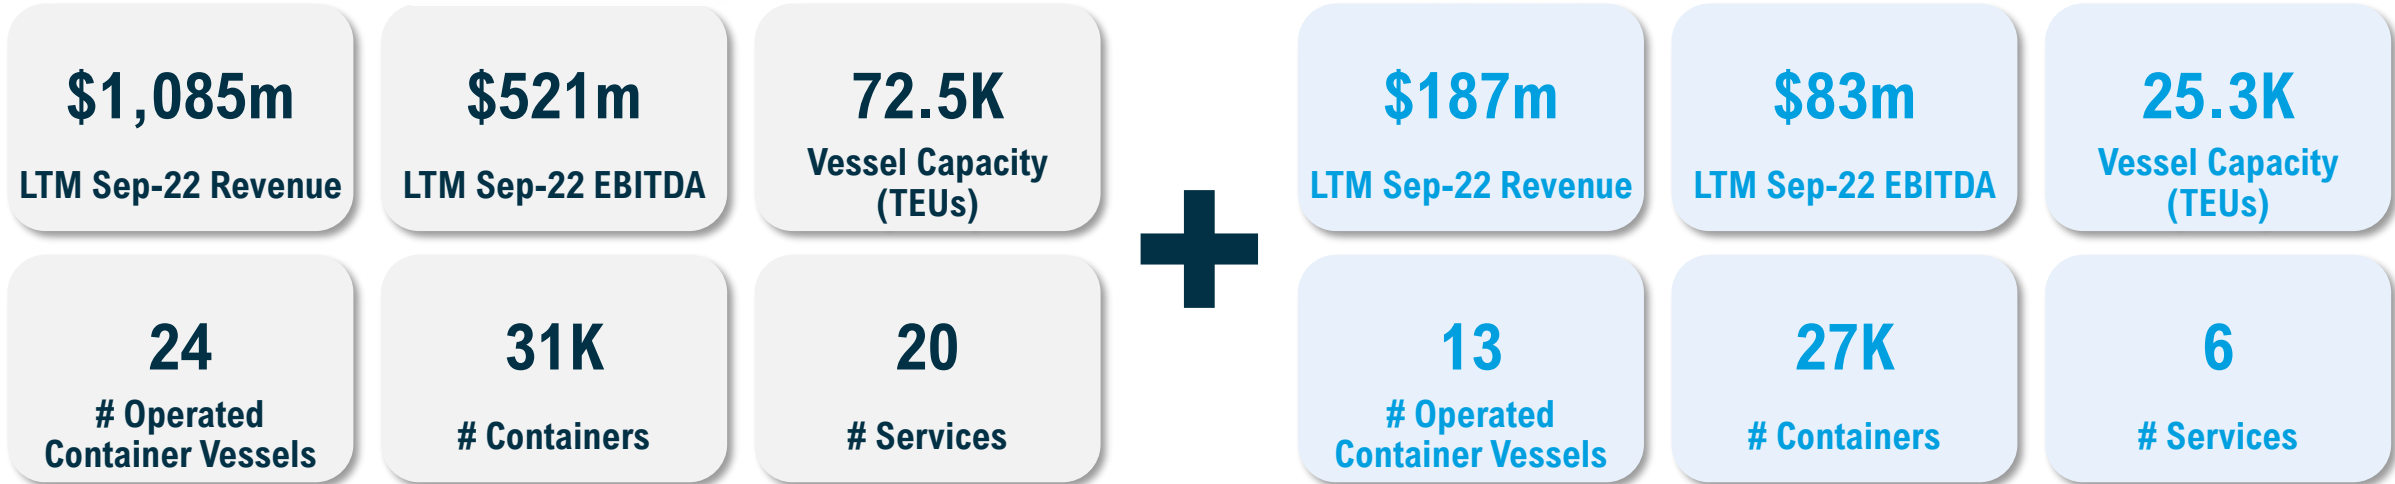 $1,085m
LTM Sep-22 Revenue
$521m
LTM Sep-22 EBITDA
72.5K
Vessel Capacity
(TEUs)
24
# Operated
Container Vessels
31K
# Containers
20
# Services
+
$187m
LTM Sep-22 Revenue
$83m
LTM Sep-22 EBITDA
25.3K
Vessel Capacity
(TEUs)
13
# Operated
Container Vessels
27K
# Containers
6
# Services